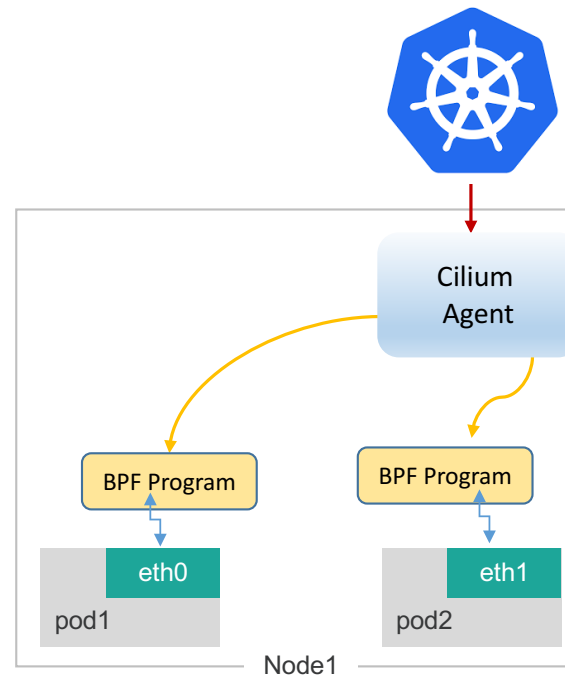 Cilium
Agent
BPF Program
BPF Program
eth0
eth1
pod1
pod2
Node1